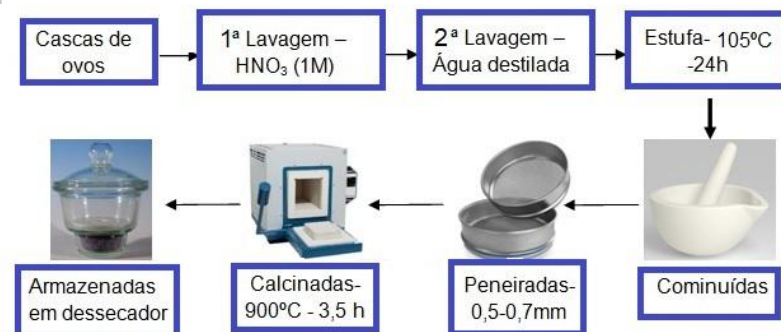 Cascas de
ovos
1ª Lavagem –
HNO₃ (1M)
2ª Lavagem –
Água destilada
Estufa- 105ºC
-24h
Cominuídas
Peneiradas-
0,5-0,7mm
Calcinadas-
900ºC - 3,5 h
Armazenadas
em dessecador